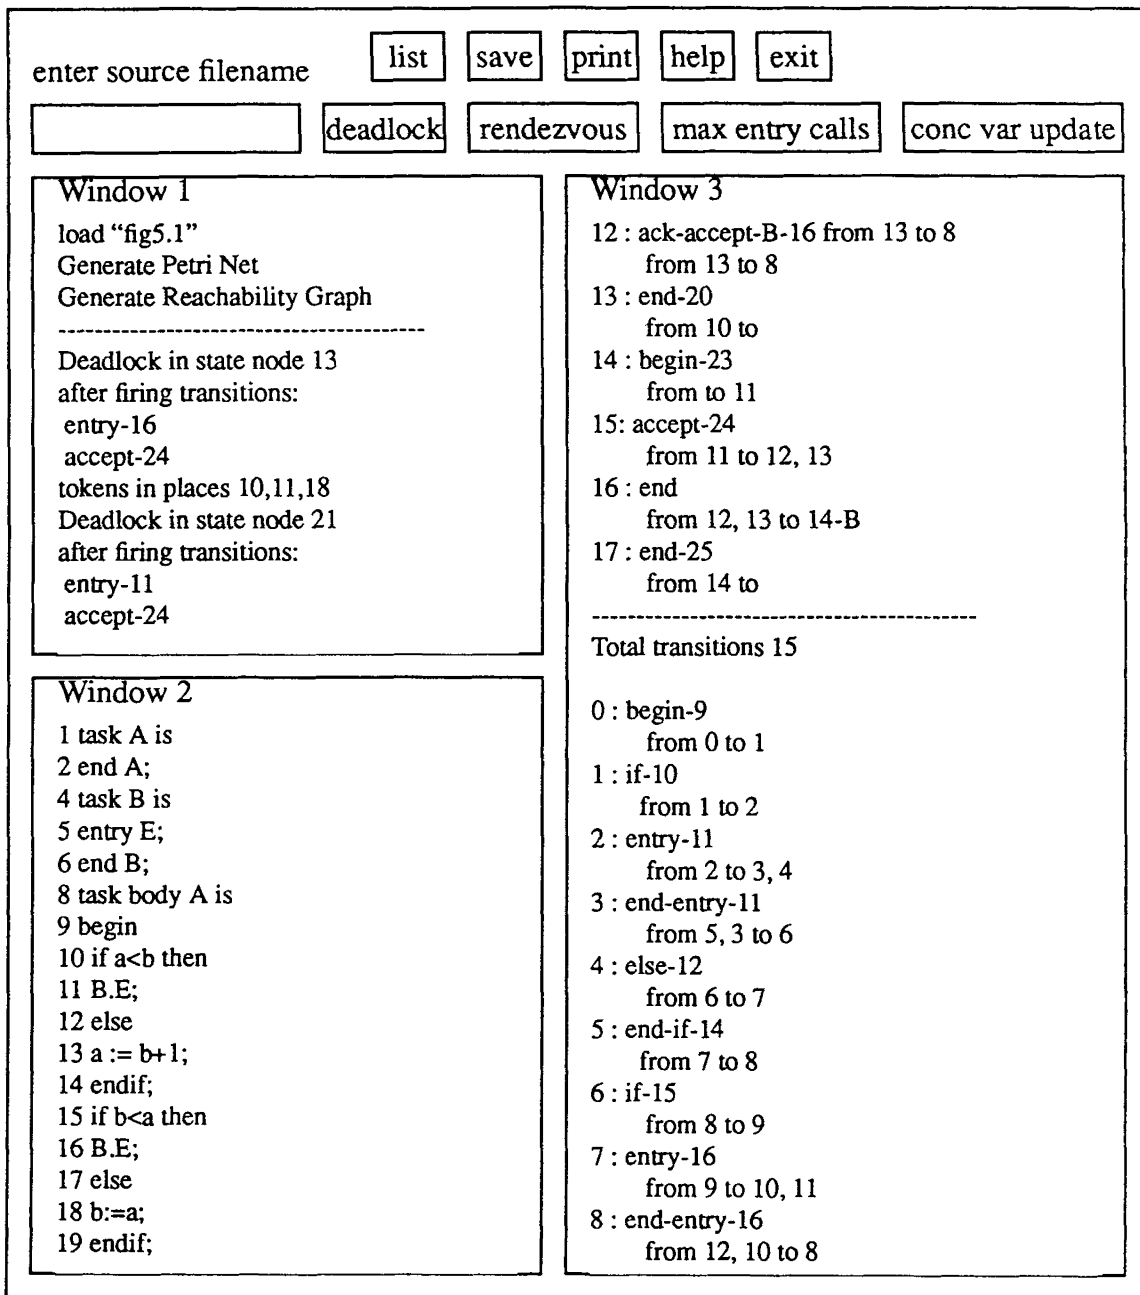 enter source filename
list
save
print
help
exit
deadlock
rendezvous
max entry calls
conc var update
Window 1
load “fig5.1”
Generate Petri Net
Generate Reachability Graph
------------------------------------------
Deadlock in state node 13
after firing transitions:
entry-16
accept-24
tokens in places 10,11,18
Deadlock in state node 21
after firing transitions:
entry-11
accept-24
Window 2
1 task A is
2 end A;
4 task B is
5 entry E;
6 end B;
8 task body A is
9 begin
10 if a<b then
11 B.E;
12 else
13 a := b+1;
14 endif;
15 if b<a then
16 B.E;
17 else
18 b:=a;
19 endif;
Window 3
12 : ack-accept-B-16 from 13 to 8
from 13 to 8
13 : end-20
from 10 to
14 : begin-23
from to 11
15: accept-24
from 11 to 12, 13
16 : end
from 12, 13 to 14-B
17 : end-25
from 14 to
--------------------------------------------
Total transitions 15
0 : begin-9
from 0 to 1
1 : if-10
from 1 to 2
2 : entry-11
from 2 to 3, 4
3 : end-entry-11
from 5, 3 to 6
4 : else-12
from 6 to 7
5 : end-if-14
from 7 to 8
6 : if-15
from 8 to 9
7 : entry-16
from 9 to 10, 11
8 : end-entry-16
from 12, 10 to 8